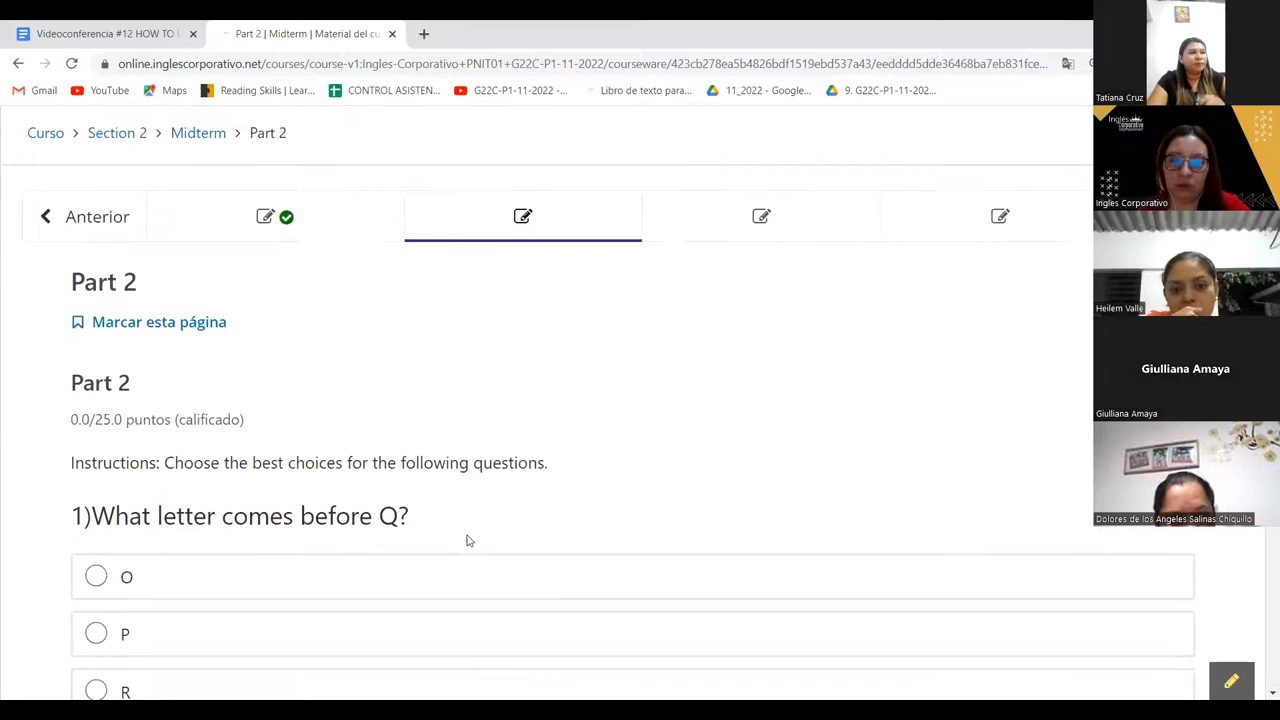 Videoconferencia #12 HOW TO U
Part 2 | Midterm | Material del cu
online.inglescorporativo.net/courses/course-v1:Ingles-Corporativo+PNP1+G22C-P1-11-2022/courseware/423cb278ea5b4826bdf1519ebd537a43/eedddd5dde36468ba7eb831fce...
Gmail
YouTube
Maps
Reading Skills | Lear...
CONTROL ASISTEN...
G22C-P1-11-2022 -...
Libro de texto para...
11_2022 - Google...
9. G22C-P1-11-202...
Curso > Section 2 > Midterm > Part 2
Anterior
Part 2
Marcar esta página
Part 2
0.0/25.0 puntos (calificado)
Instructions: Choose the best choices for the following questions.
1)What letter comes before Q?
O
P
R
Tatiana Cruz
Inglés
Corporativo
Ingles Corporativo
Heilem Valle
Giulliana Amaya
Giulliana Amaya
Dolores de los Angeles Salinas Chiquillo